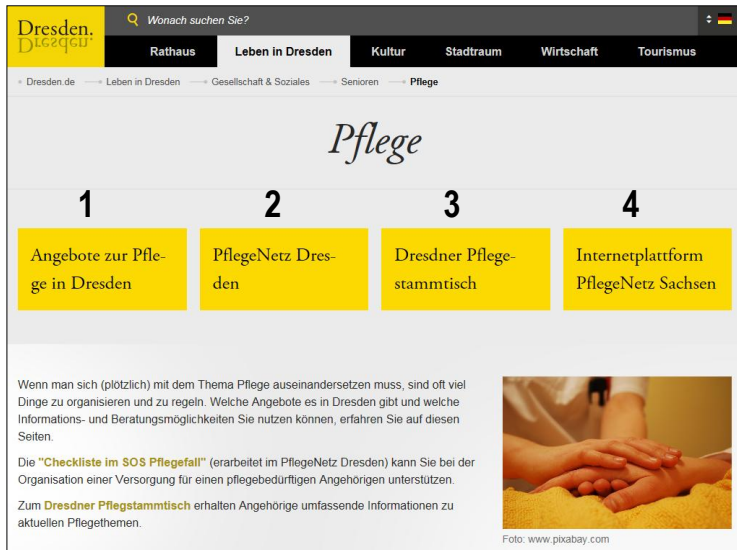 Dresden.
Dresden.
Wonach suchen Sie?
Rathaus Leben in Dresden Kultur Stadtraum Wirtschaft Tourismus
Dresden.de Leben in Dresden Gesellschaft & Soziales Senioren Pflege
Pflege
1 2 3 4
Angebote zur Pfle-
ge in Dresden
PflegeNetz Dres-
den
Dresdner Pflege-
stammtisch
Internetplattform
PflegeNetz Sachsen
Wenn man sich (plötzlich) mit dem Thema Pflege auseinandersetzen muss, sind oft viel
Dinge zu organisieren und zu regeln. Welche Angebote es in Dresden gibt und welche
Informations- und Beratungsmöglichkeiten Sie nutzen können, erfahren Sie auf diesen
Seiten.
Die "Checkliste im SOS Pflegefall" (erarbeitet im PflegeNetz Dresden) kann Sie bei der
Organisation einer Versorgung für einen pflegebedürftigen Angehörigen unterstützen.
Zum Dresdner Pflegstammtisch erhalten Angehörige umfassende Informationen zu
aktuellen Pflegethemen.
Foto: www.pixabay.com